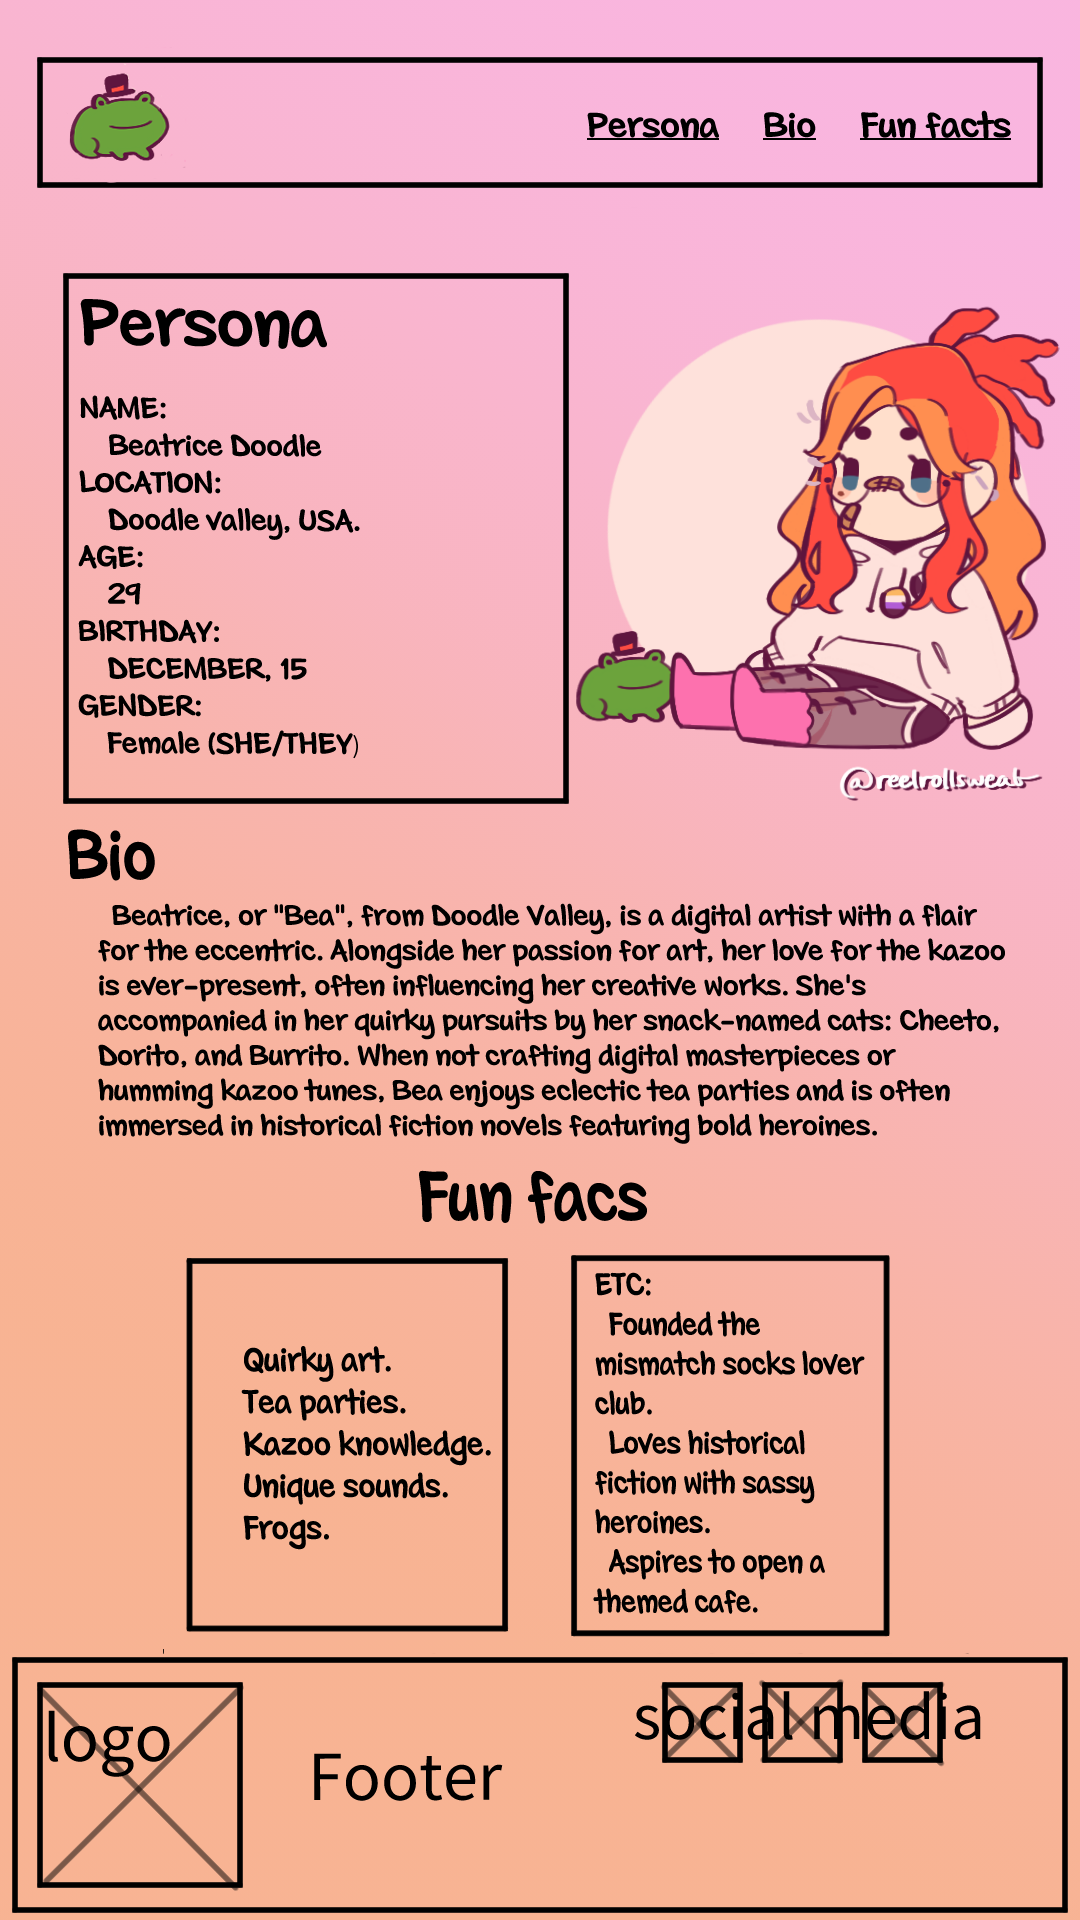 Persona Bio Fun facts
Persona
NAME:
Beatrice Doodle
LOCATION:
Doodle valley, USA.
AGE:
29
BIRTHDAY:
DECEMBER, 15
GENDER:
Female (SHE/THEY)
@reelrollsweat
Bio
Beatrice, or "Bea", from Doodle Valley, is a digital artist with a flair
for the eccentric. Alongside her passion for art, her love for the kazoo
is ever-present, often influencing her creative works. She's
accompanied in her quirky pursuits by her snack-named cats: Cheeto,
Dorito, and Burrito. When not crafting digital masterpieces or
humming kazoo tunes, Bea enjoys eclectic tea parties and is often
immersed in historical fiction novels featuring bold heroines.
Fun facs
Quirky art.
Tea parties.
Kazoo knowledge.
Unique sounds.
Frogs.
ETC:
Founded the
mismatch socks lover
club.
Loves historical
fiction with sassy
heroines.
Aspires to open a
themed cafe.
logo
Footer
social media